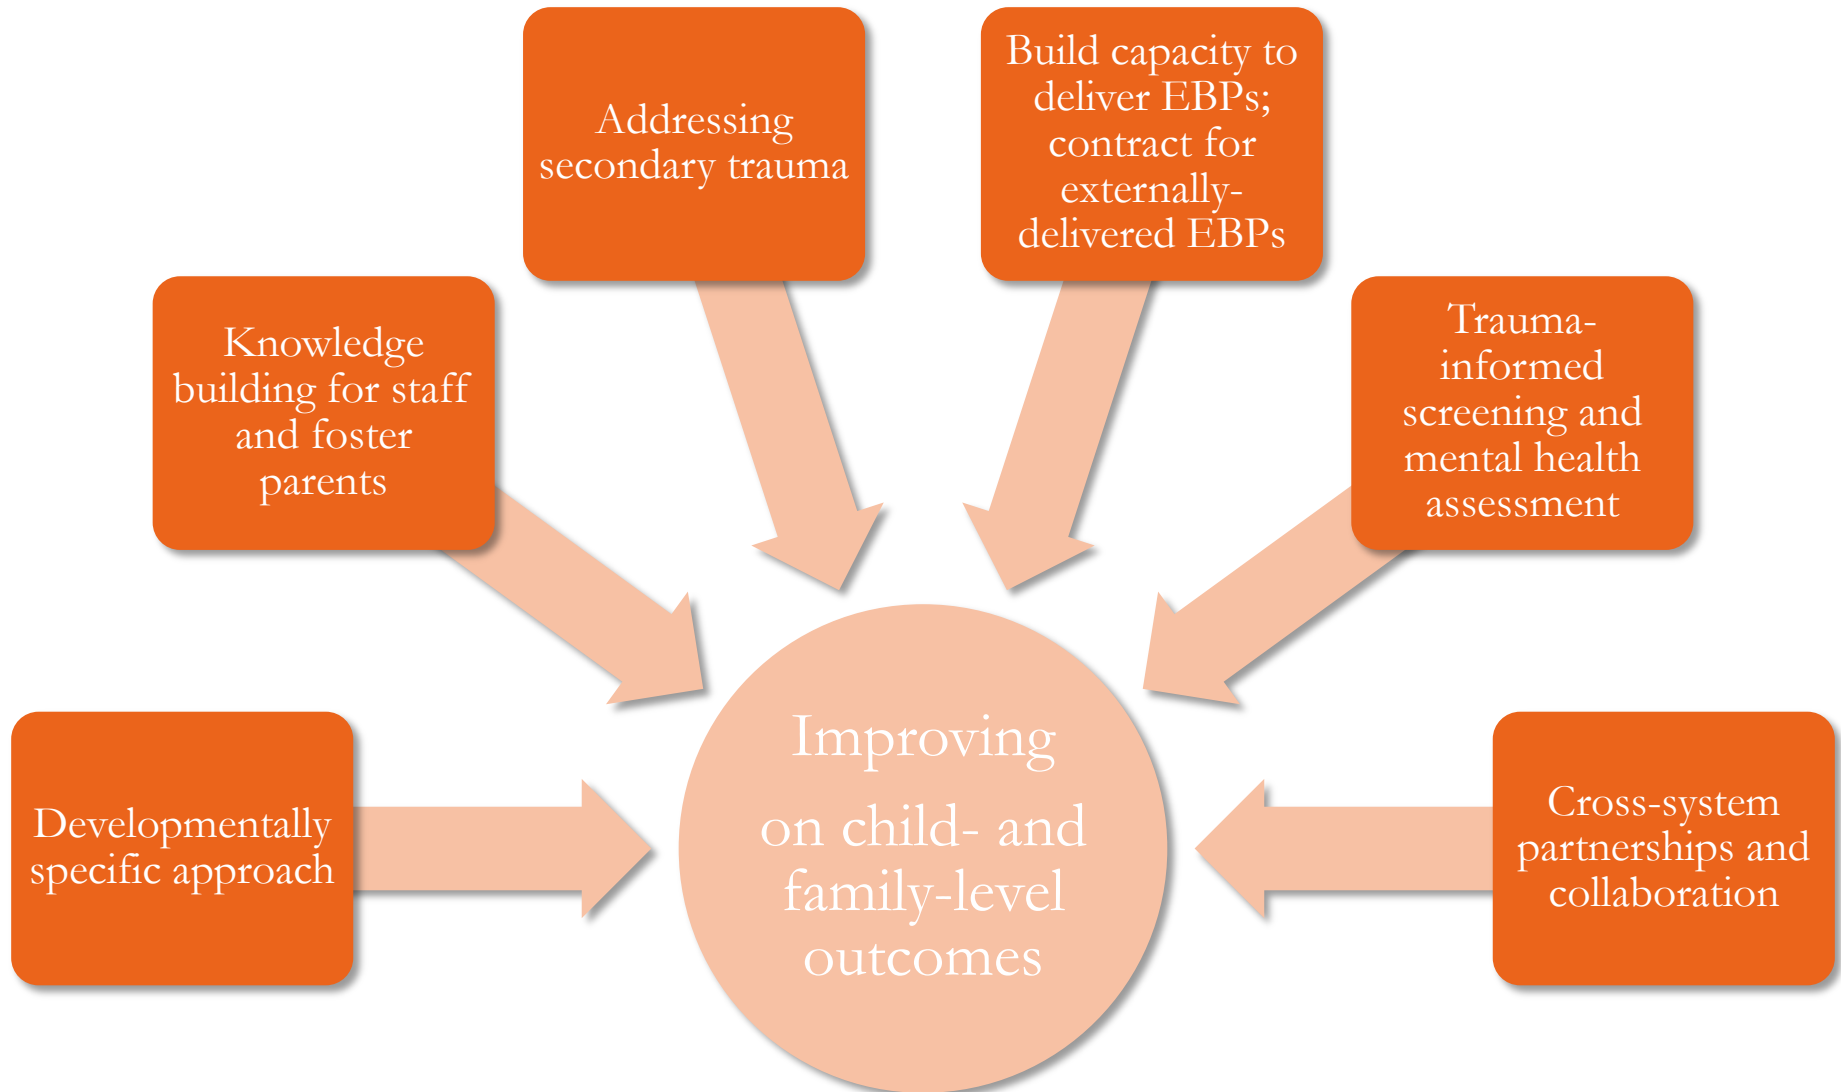 Addressing
secondary trauma
Build capacity to
deliver EBPs;
contract for
externally-
delivered EBPs
Knowledge
building for staff
and foster
parents
Trauma-
informed
screening and
mental health
assessment
Developmentally
specific approach
Improving
on child- and
family-level
outcomes
Cross-system
partnerships and
collaboration